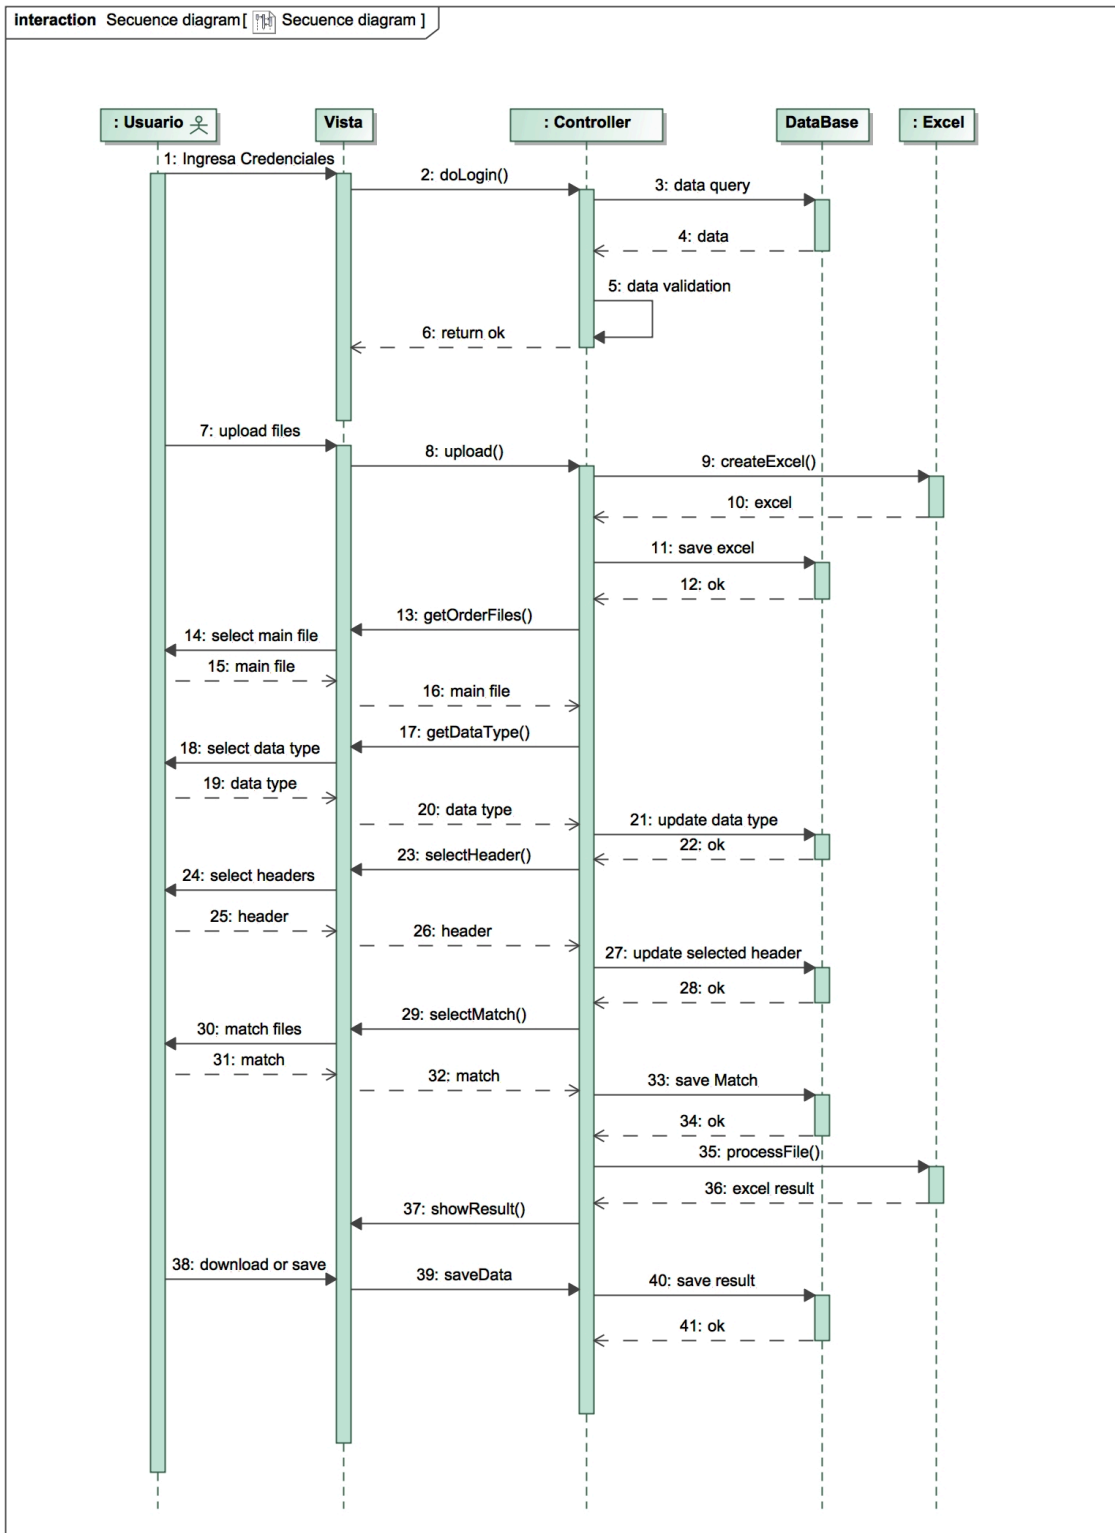 interaction Secuence diagram[ Secuence diagram ]
: Usuario
Vista
: Controller
DataBase
: Excel
1: Ingresa Credenciales
2: doLogin()
3: data query
4: data
5: data validation
6: return ok
7: upload files
8: upload()
9: createExcel()
10: excel
11: save excel
12: ok
13: getOrderFiles()
14: select main file
15: main file
16: main file
17: getDataType()
18: select data type
19: data type
20: data type
21: update data type
22: ok
23: selectHeader()
24: select headers
25: header
26: header
27: update selected header
28: ok
29: selectMatch()
30: match files
31: match
32: match
33: save Match
34: ok
35: processFile()
36: excel result
37: showResult()
38: download or save
39: saveData
40: save result
41: ok